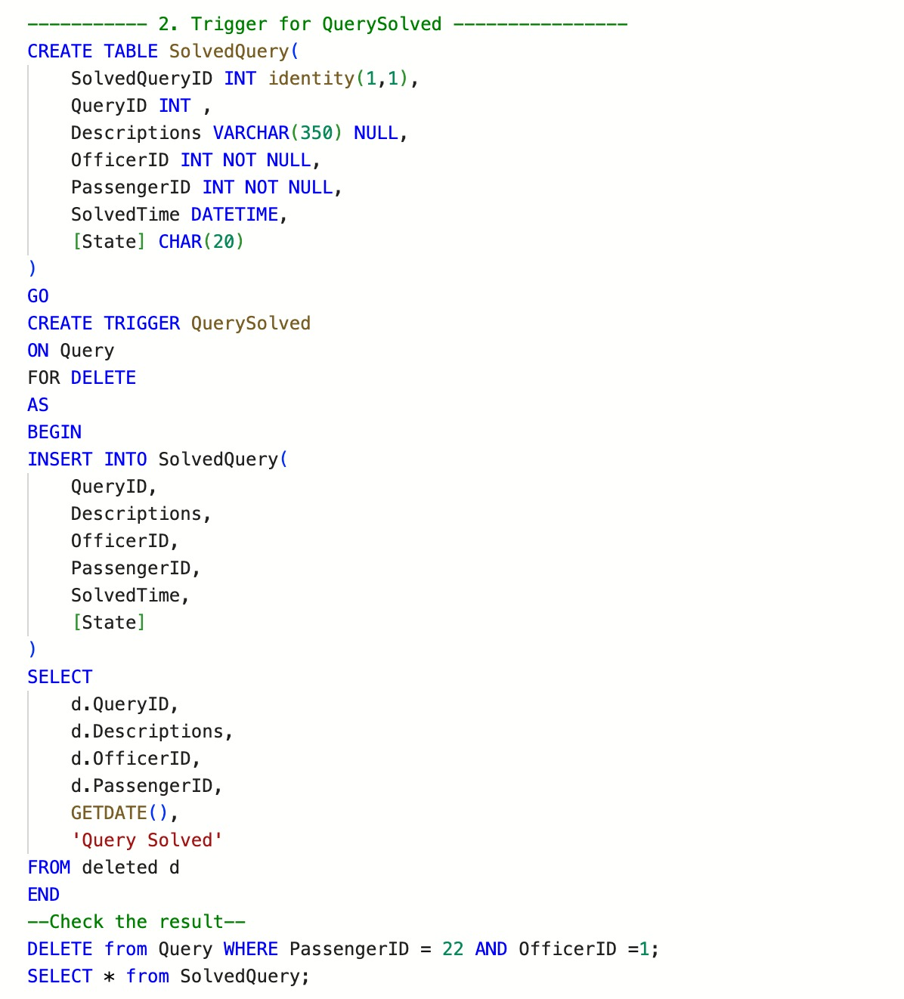 ----------- 2. Trigger for QuerySolved ----------------
CREATE TABLE SolvedQuery(
    SolvedQueryID INT identity(1,1),
    QueryID INT ,
    Descriptions VARCHAR(350) NULL,
    OfficerID INT NOT NULL,
    PassengerID INT NOT NULL,
    SolvedTime DATETIME,
    [State] CHAR(20)
)
GO
CREATE TRIGGER QuerySolved
ON Query
FOR DELETE
AS
BEGIN
INSERT INTO SolvedQuery(
    QueryID,
    Descriptions,
    OfficerID,
    PassengerID,
    SolvedTime,
    [State]
)
SELECT
    d.QueryID,
    d.Descriptions,
    d.OfficerID,
    d.PassengerID,
    GETDATE(),
    'Query Solved'
FROM deleted d
END
--Check the result--
DELETE from Query WHERE PassengerID = 22 AND OfficerID =1;
SELECT * from SolvedQuery;